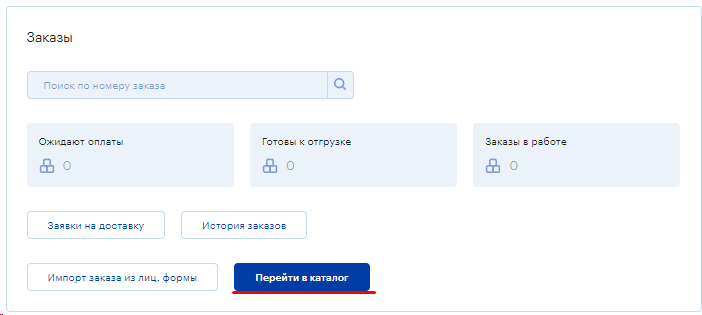 Заказы
Поиск по номеру заказа
Ожидают оплаты
Готовы к отгрузке
Заказы в работе
0
0
0
Заявки на доставку
История заказов
Импорт заказа из лиц. формы
Перейти в каталог